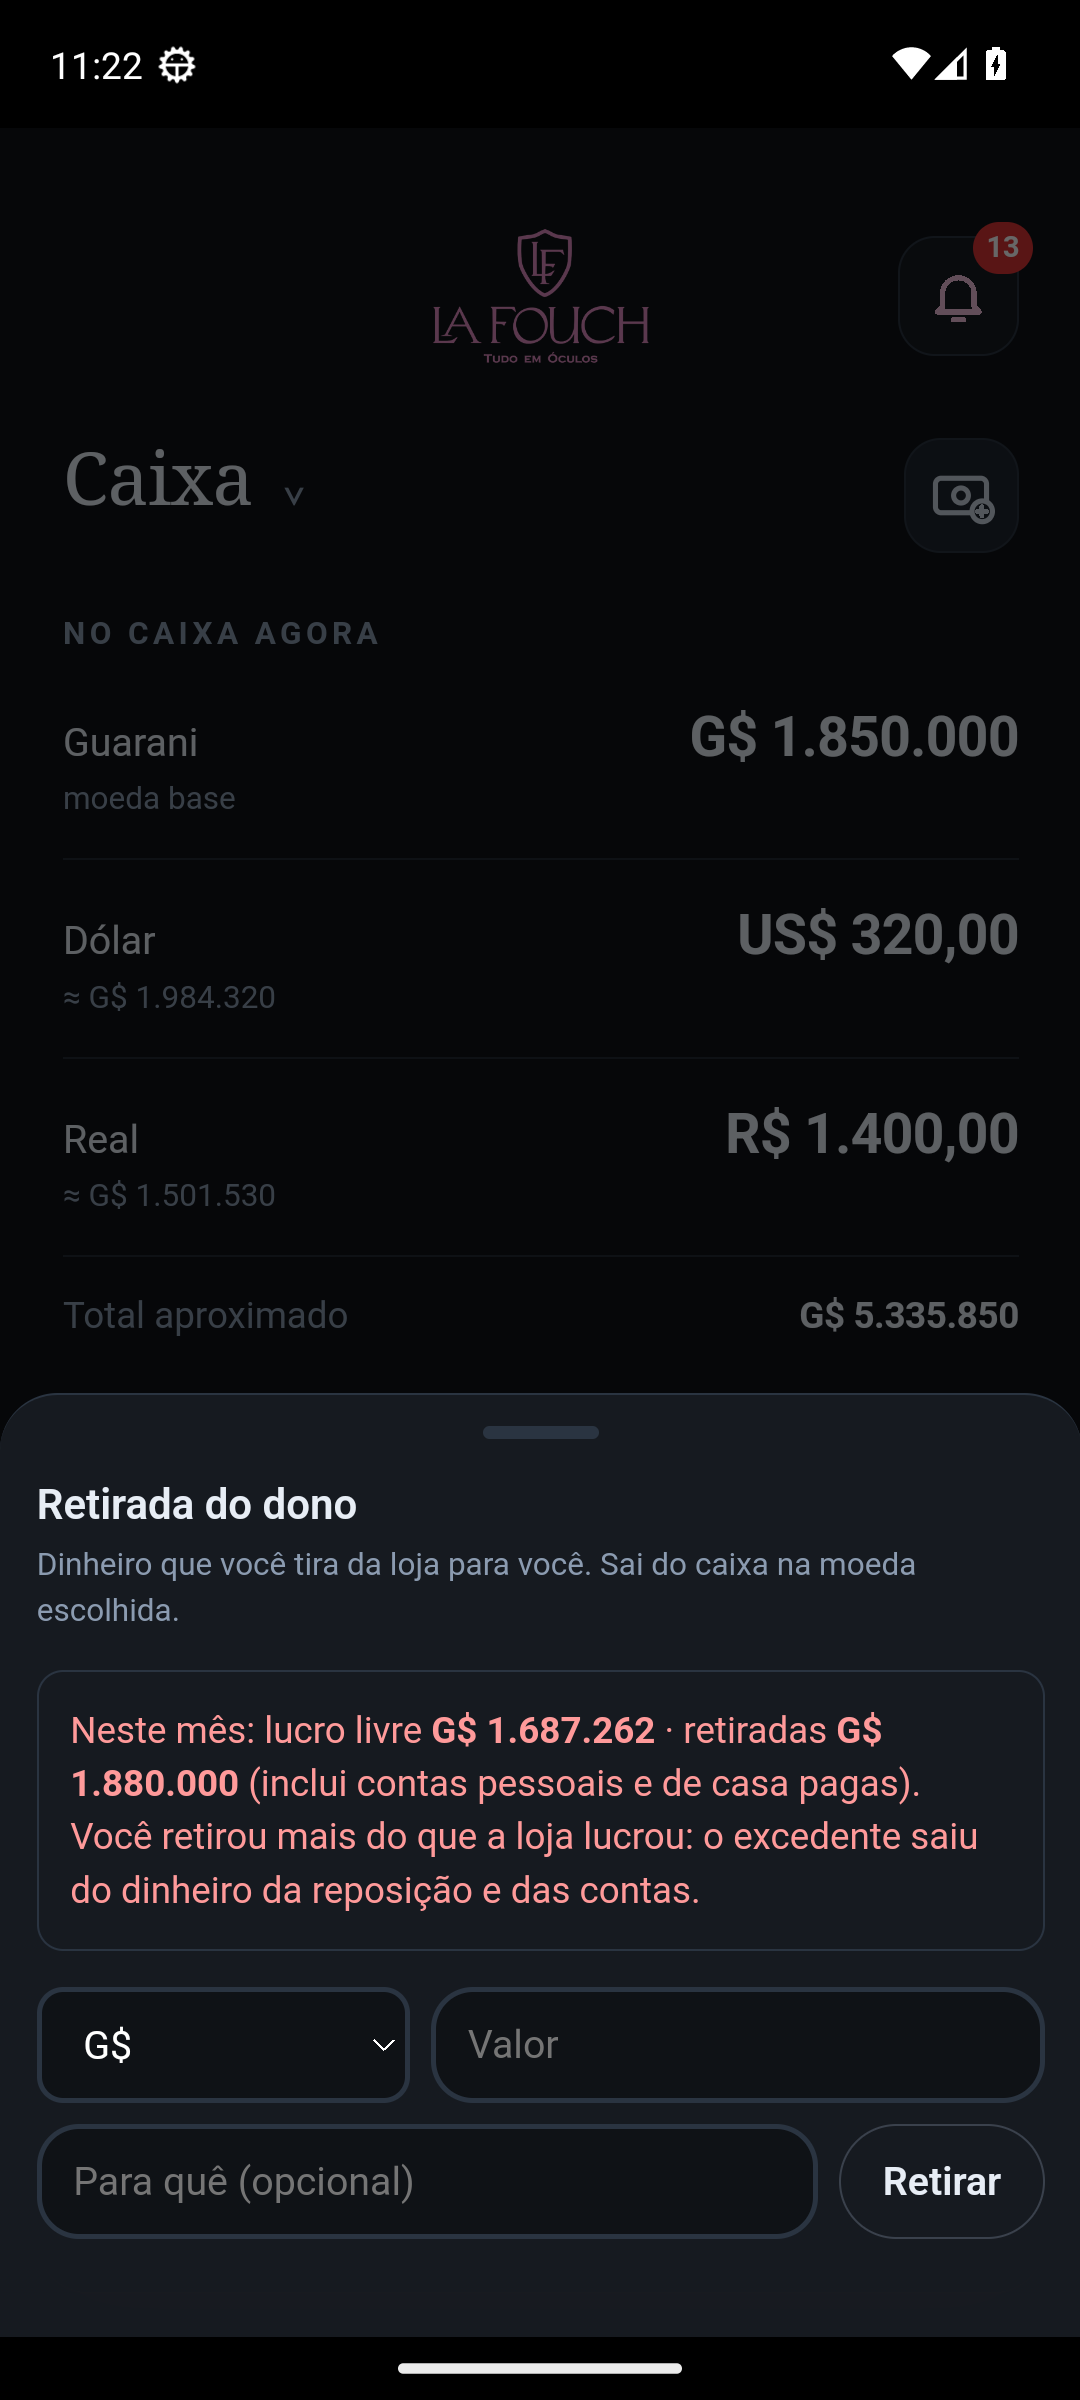 11:22
13
LF
LA FOUCH
TUDO EM ÓCULOS
Caixa
NO CAIXA AGORA
Guarani
G$ 1.850.000
moeda base
Dólar
US$ 320,00
≈ G$ 1.984.320
Real
R$ 1.400,00
≈ G$ 1.501.530
Total aproximado
G$ 5.335.850
Retirada do dono
Dinheiro que você tira da loja para você. Sai do caixa na moeda
escolhida.
Neste mês: lucro livre G$ 1.687.262 · retiradas G$
1.880.000 (inclui contas pessoais e de casa pagas).
Você retirou mais do que a loja lucrou: o excedente saiu
do dinheiro da reposição e das contas.
G$
Valor
Para quê (opcional)
Retirar